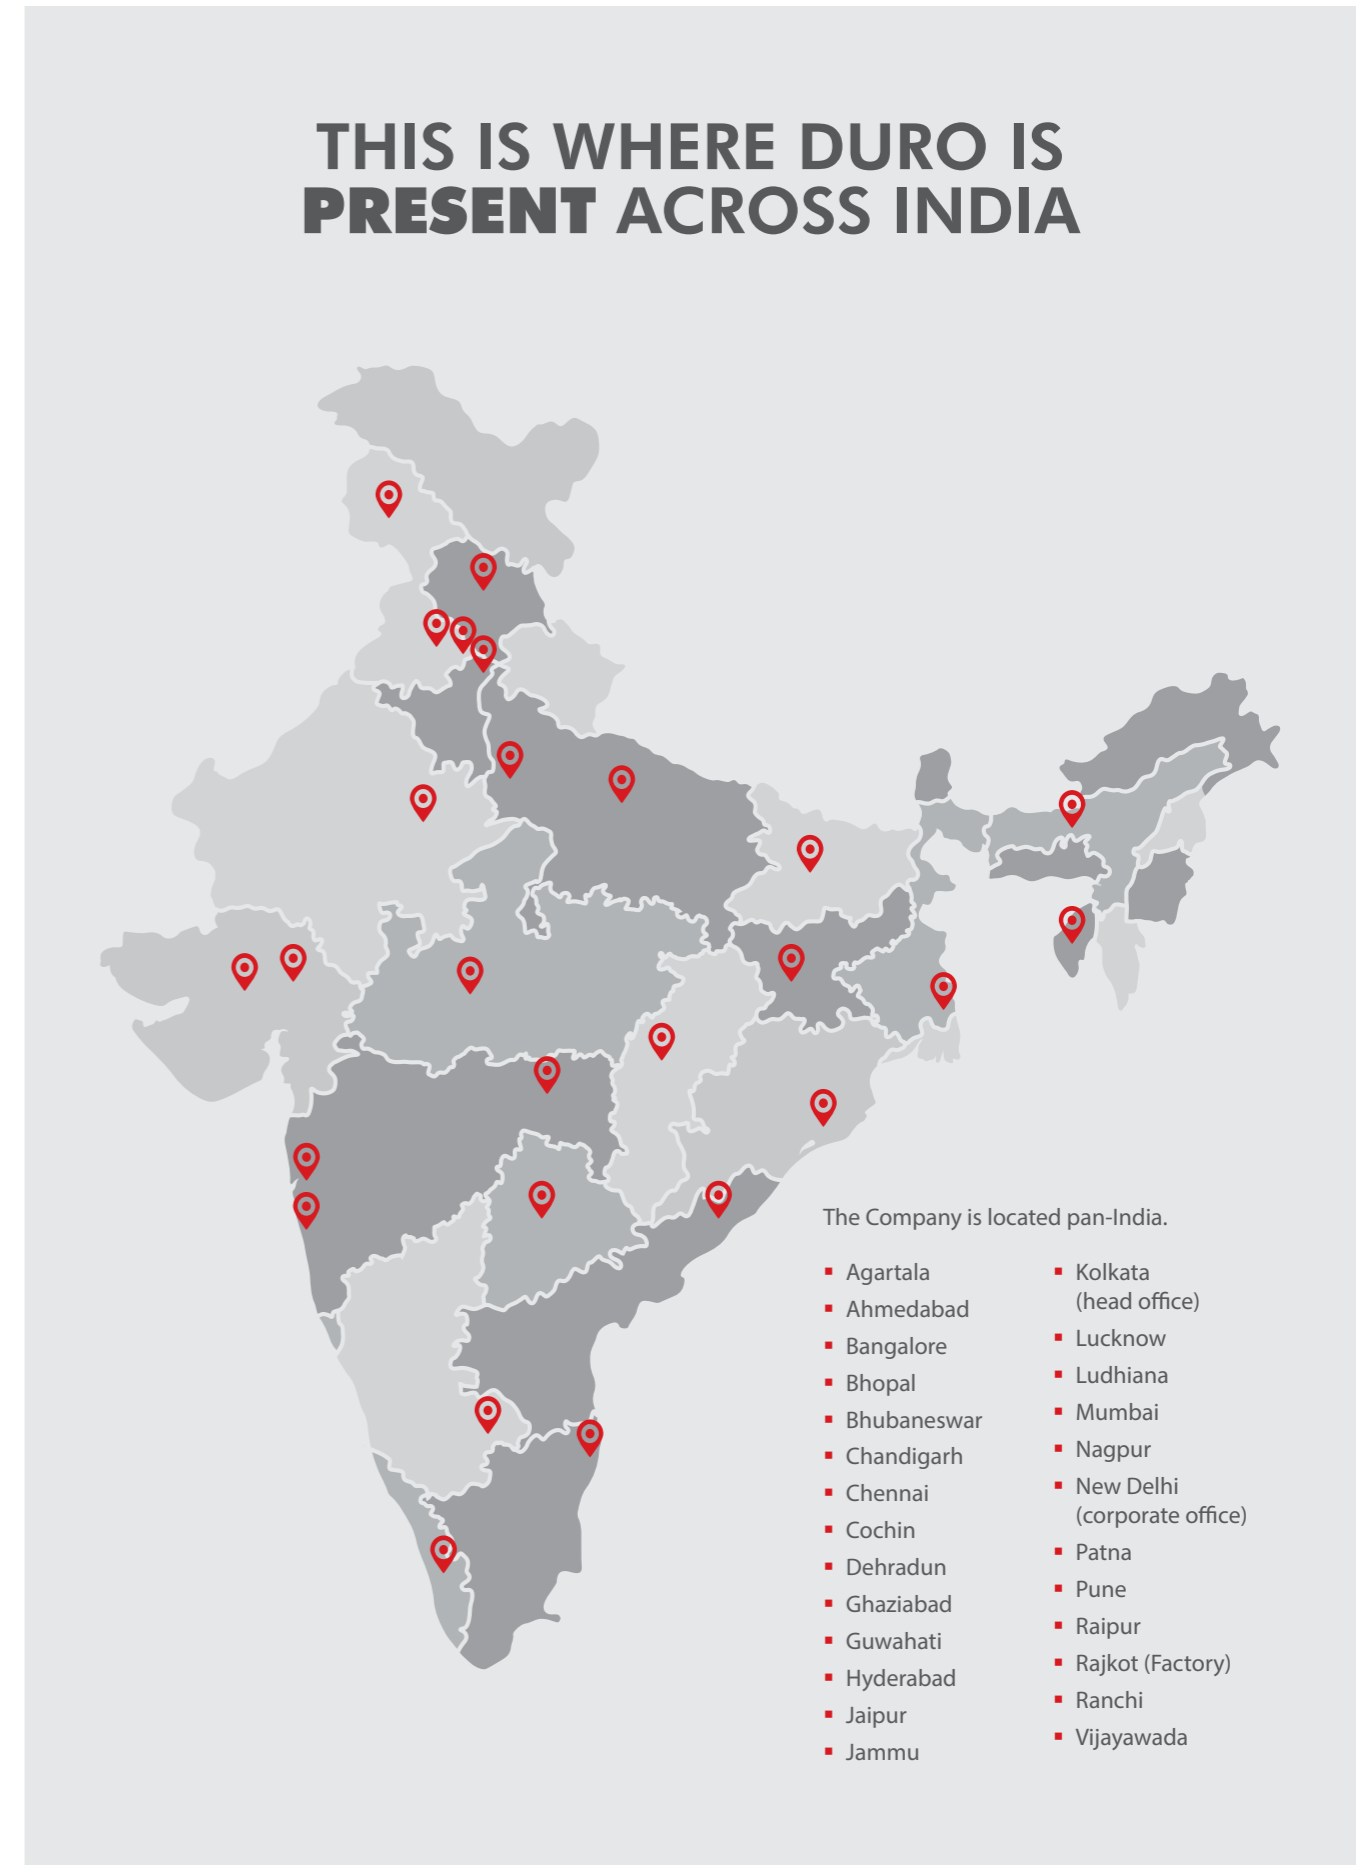 THIS IS WHERE DURO IS
PRESENT ACROSS INDIA
The Company is located pan-India.
Agartala
Ahmedabad
Bangalore
Bhopal
Bhubaneswar
Chandigarh
Chennai
Cochin
Dehradun
Ghaziabad
Guwahati
Hyderabad
Jaipur
Jammu
Kolkata
(head office)
Lucknow
Ludhiana
Mumbai
Nagpur
New Delhi
(corporate office)
Patna
Pune
Raipur
Rajkot (Factory)
Ranchi
Vijayawada